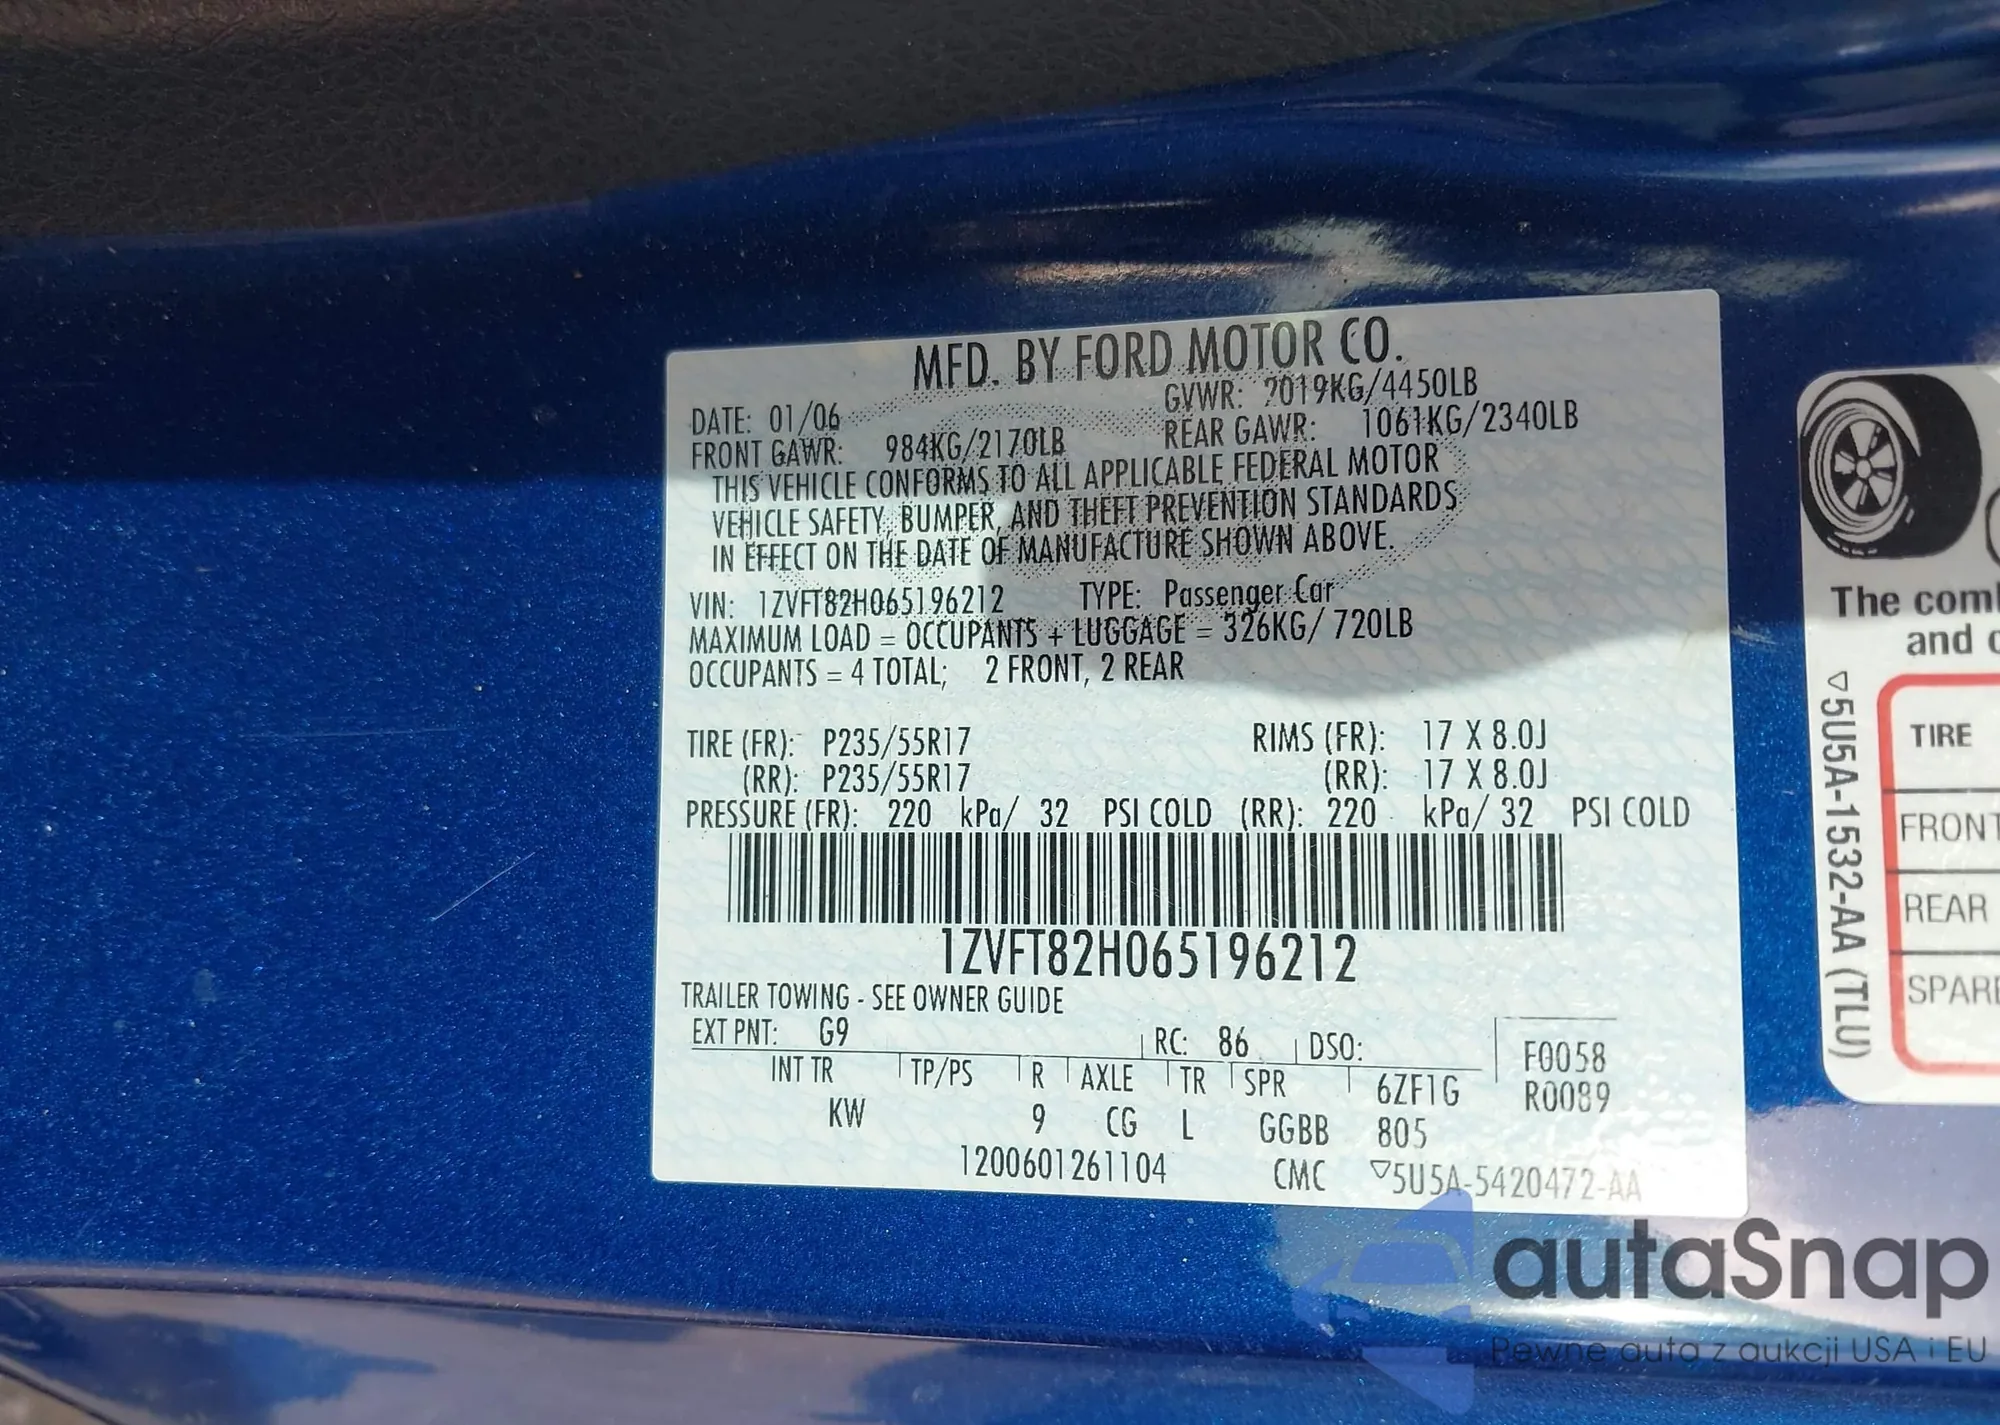 MFD. BY FORD MOTOR CO.
DATE: 01/06 GVWR: 2019KG/4450LB
FRONT GAWR: 984KG/2170LB REAR GAWR: 1061KG/2340LB
THIS VEHICLE CONFORMS TO ALL APPLICABLE FEDERAL MOTOR
VEHICLE SAFETY, BUMPER, AND THEFT PREVENTION STANDARDS
IN EFFECT ON THE DATE OF MANUFACTURE SHOWN ABOVE.
VIN: 1ZVFT82H065196212 TYPE: Passenger Car
MAXIMUM LOAD = OCCUPANTS + LUGGAGE = 326KG/ 720LB
OCCUPANTS = 4 TOTAL; 2 FRONT, 2 REAR
TIRE (FR): P235/55R17 RIMS (FR): 17 X 8.0J
(RR): P235/55R17 (RR): 17 X 8.0J
PRESSURE (FR): 220 kPa/ 32 PSI COLD (RR): 220 kPa/ 32 PSI COLD
1ZVFT82H065196212
TRAILER TOWING - SEE OWNER GUIDE
EXT PNT: G9 RC: 86 DSO: F0058
INT TR TP/PS R AXLE TR SPR 6ZF1G R0089
KW 9 CG L GGBB 805
1200601261104 CMC ▽5U5A-5420472-AA
The com
and
▽5U5A-1532-AA (TLU)
TIRE
FRONT
REAR
SPARE
autaSnap
Pewne auta z aukcji USA i EU